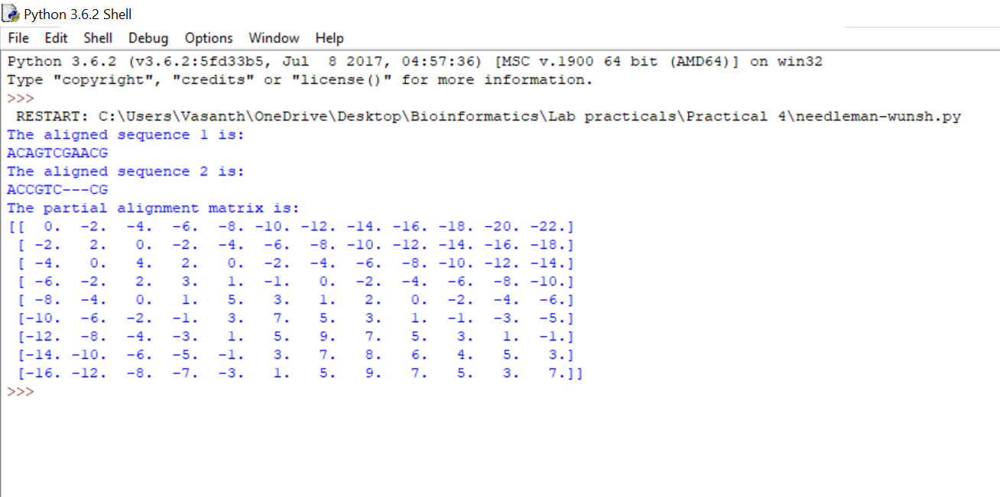 Python 3.6.2 Shell
File Edit Shell Debug Options Window Help
Python 3.6.2 (v3.6.2:5fd33b5, Jul  8 2017, 04:57:36) [MSC v.1900 64 bit (AMD64)] on win32
Type "copyright", "credits" or "license()" for more information.
>>>
 RESTART: C:\Users\Vasanth\OneDrive\Desktop\Bioinformatics\Lab practicals\Practical 4\needleman-wunsh.py
The aligned sequence 1 is:
ACAGTCGAACG
The aligned sequence 2 is:
ACCGTC---CG
The partial alignment matrix is:
[[  0.  -2.  -4.  -6.  -8. -10. -12. -14. -16. -18. -20. -22.]
 [ -2.   2.   0.  -2.  -4.  -6.  -8. -10. -12. -14. -16. -18.]
 [ -4.   0.   4.   2.   0.  -2.  -4.  -6.  -8. -10. -12. -14.]
 [ -6.  -2.   2.   3.   1.  -1.   0.  -2.  -4.  -6.  -8. -10.]
 [ -8.  -4.   0.   1.   5.   3.   1.   2.   0.  -2.  -4.  -6.]
 [-10.  -6.  -2.  -1.   3.   7.   5.   3.   1.  -1.  -3.  -5.]
 [-12.  -8.  -4.  -3.   1.   5.   9.   7.   5.   3.   1.  -1.]
 [-14. -10.  -6.  -5.  -1.   3.   7.   8.   6.   4.   5.   3.]
 [-16. -12.  -8.  -7.  -3.   1.   5.   9.   7.   5.   3.   7.]]
>>>